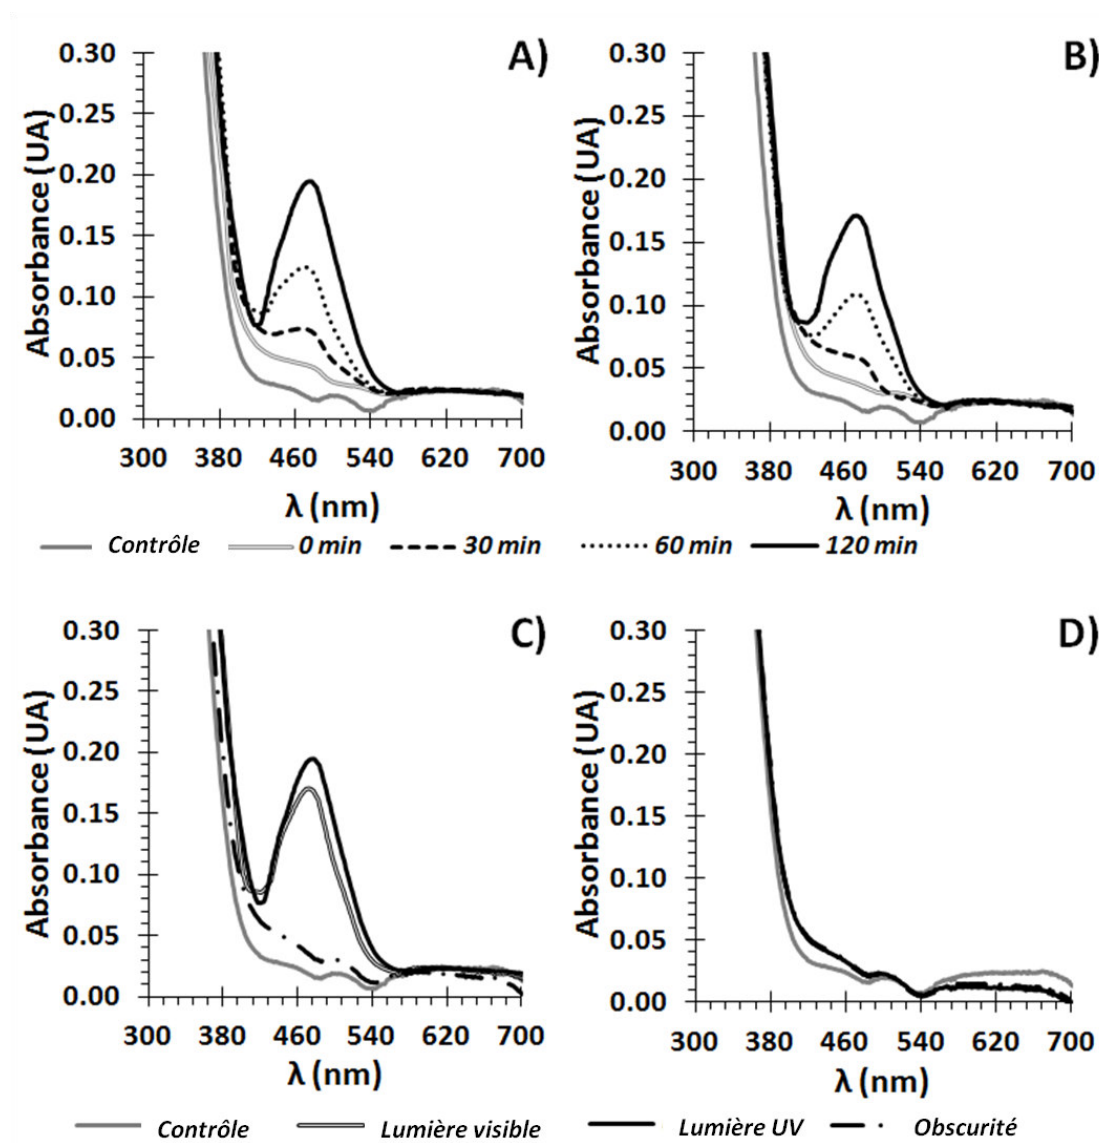 A)
B)
Absorbance (UA)
0.30
0.25
0.20
0.15
0.10
0.05
0.00
300 380 460 540 620 700
λ (nm)
Absorbance (UA)
0.30
0.25
0.20
0.15
0.10
0.05
0.00
300 380 460 540 620 700
λ (nm)
Contrôle 0 min 30 min 60 min 120 min
C)
D)
Absorbance (UA)
0.30
0.25
0.20
0.15
0.10
0.05
0.00
300 380 460 540 620 700
λ (nm)
Absorbance (UA)
0.30
0.25
0.20
0.15
0.10
0.05
0.00
300 380 460 540 620 700
λ (nm)
Contrôle Lumière visible Lumière UV Obscurité